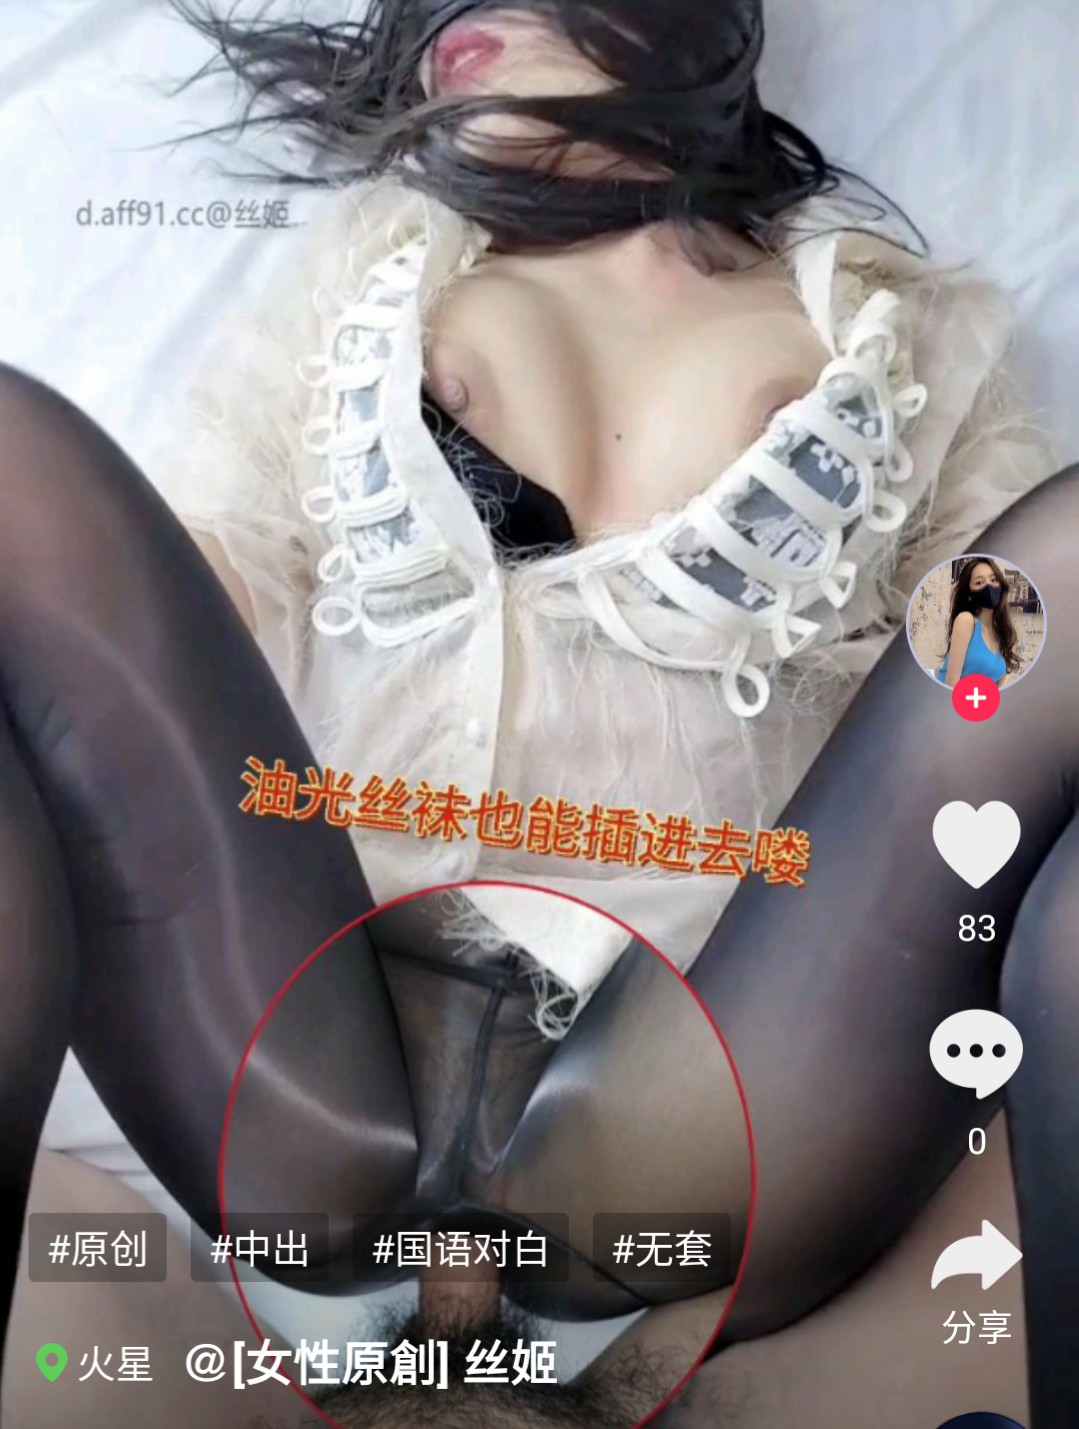 d.aff91.cc@丝姬
油光丝袜也能插进去喽
83
0
#原创 #中出 #国语对白 #无套
分享
火星 @[女性原創] 丝姬